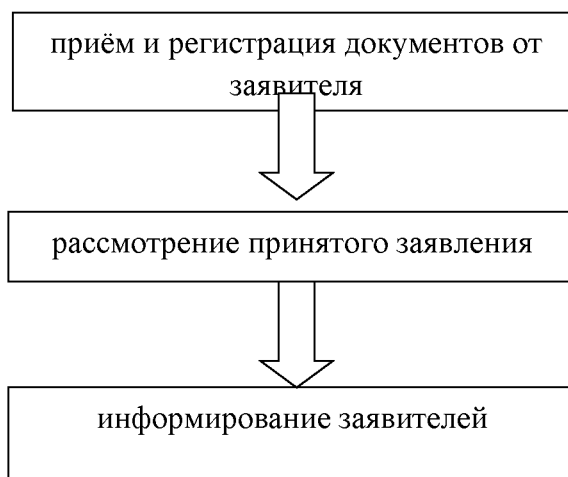 приём и регистрация документов от
заявителя
рассмотрение принятого заявления
информирование заявителей